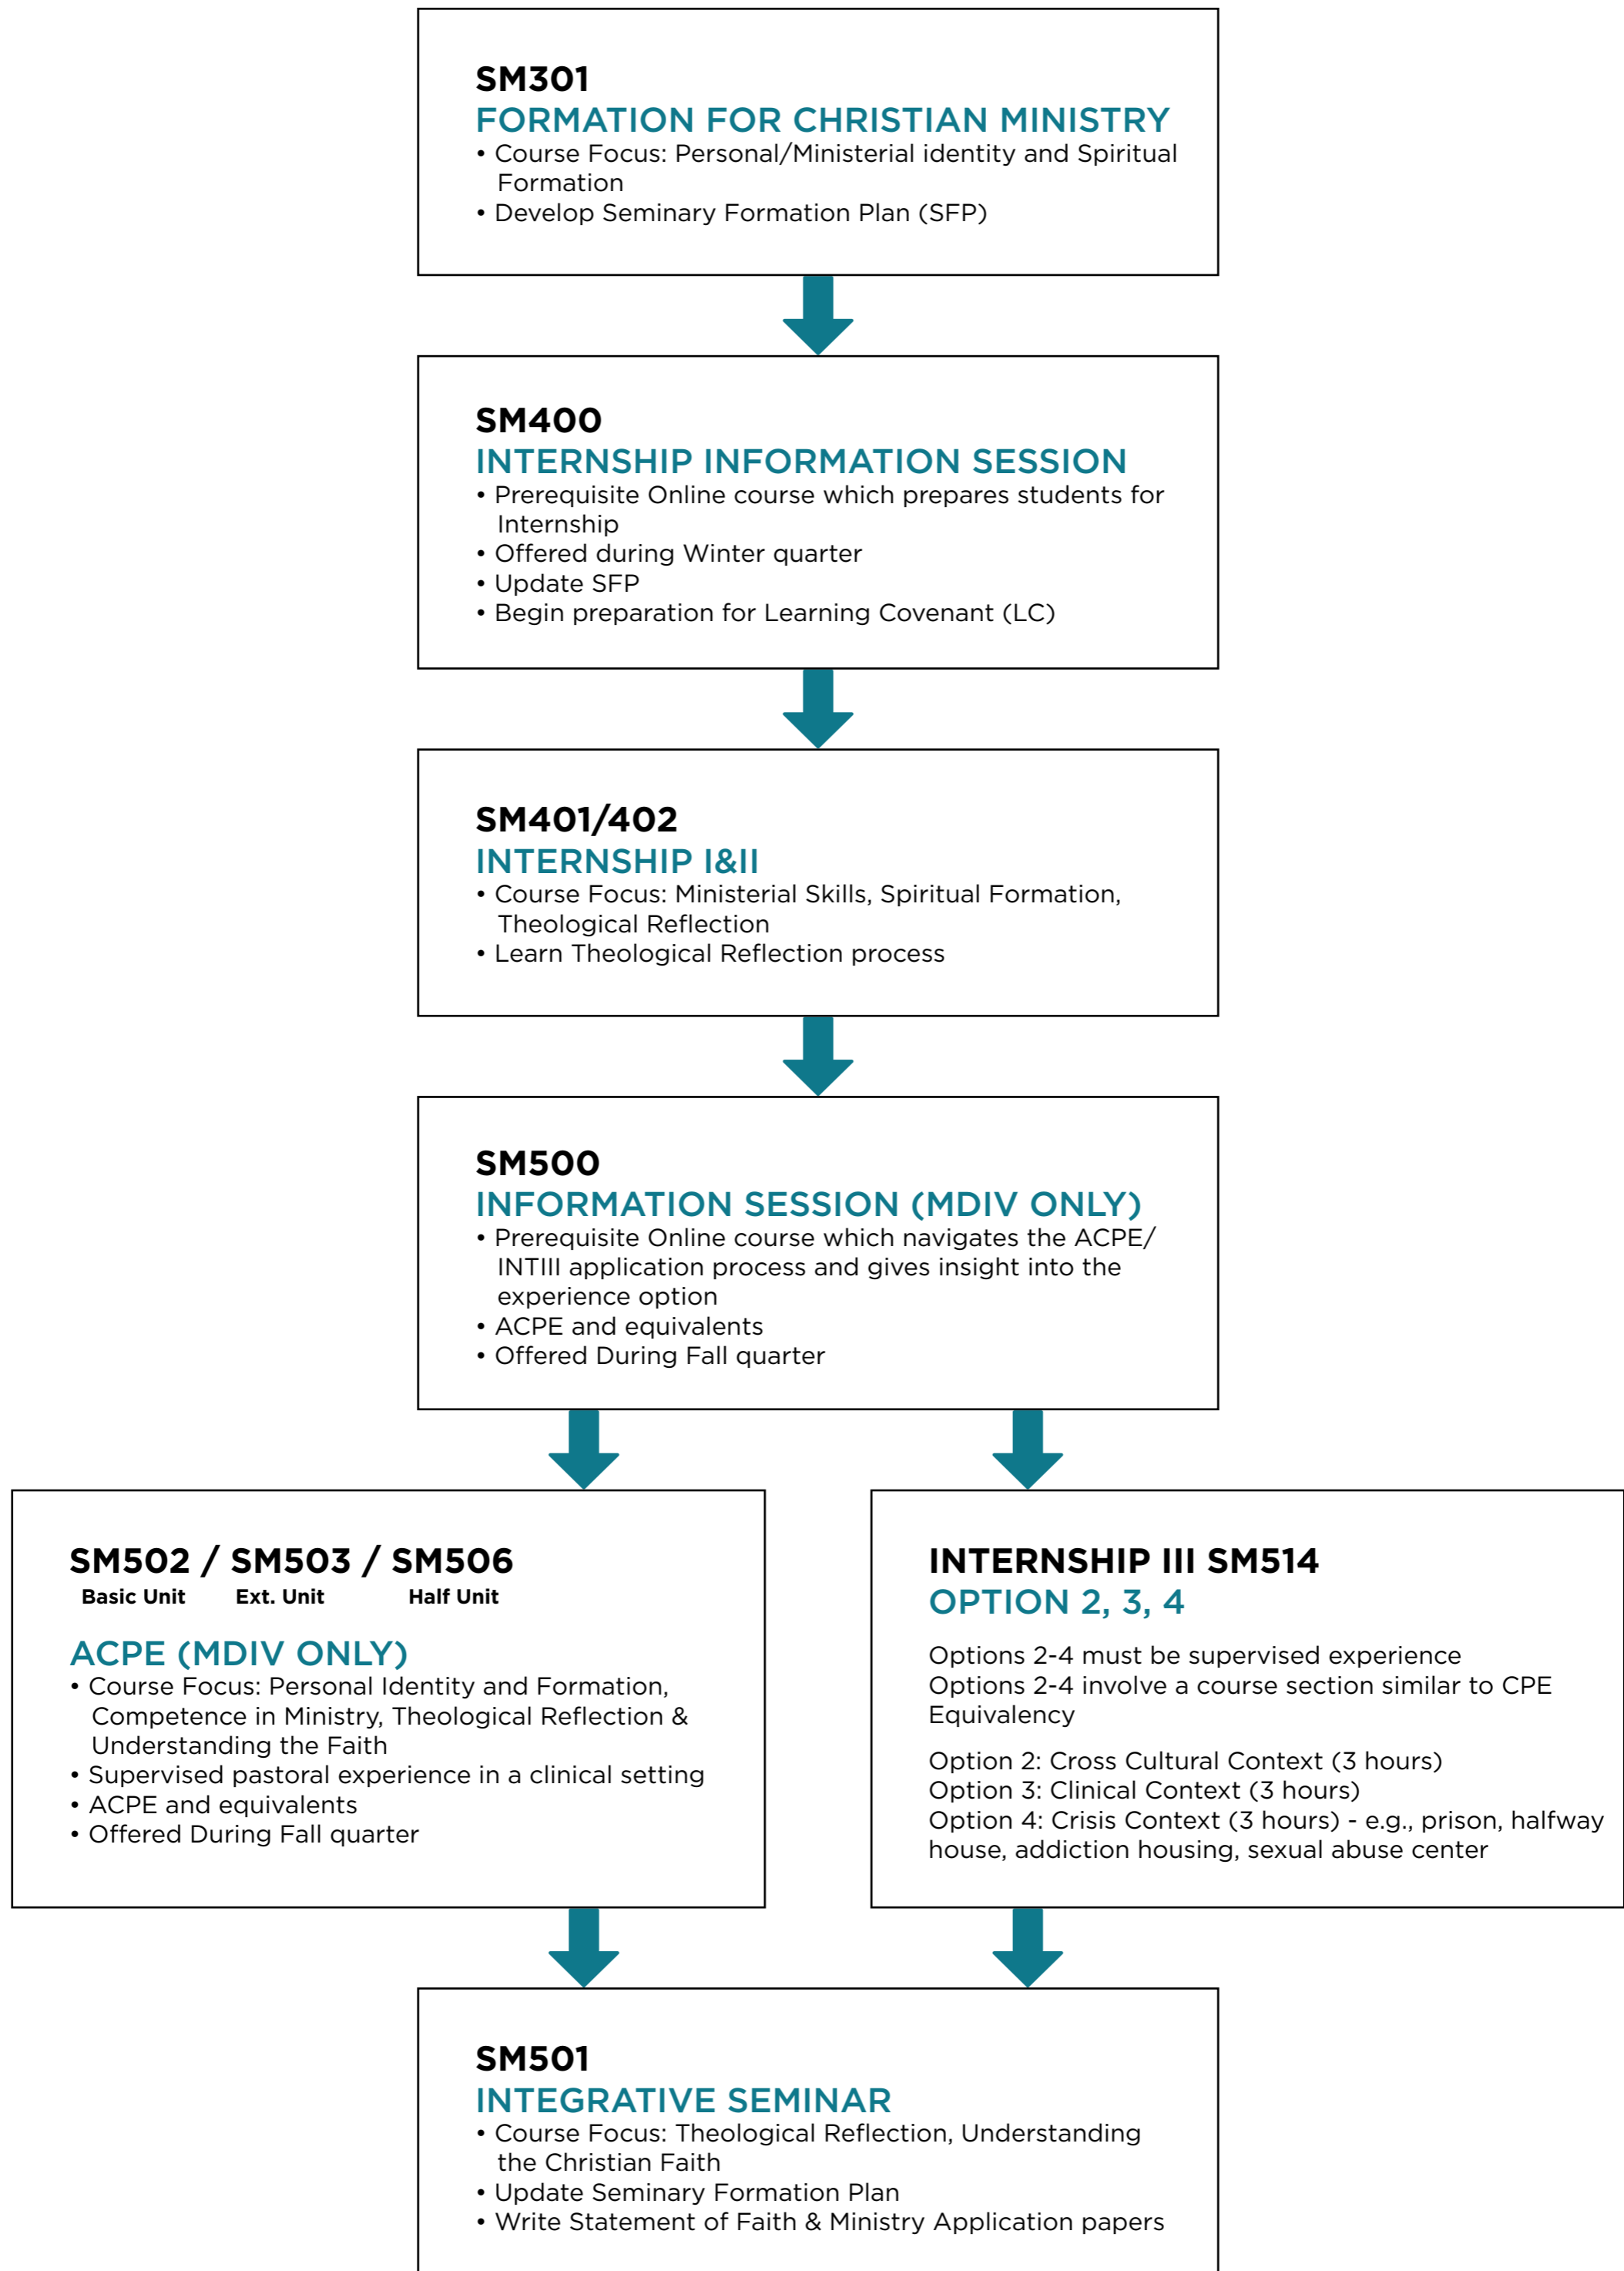 SM301
FORMATION FOR CHRISTIAN MINISTRY
• Course Focus: Personal/Ministerial identity and Spiritual
Formation
• Develop Seminary Formation Plan (SFP)
SM400
INTERNSHIP INFORMATION SESSION
• Prerequisite Online course which prepares students for
Internship
• Offered during Winter quarter
• Update SFP
• Begin preparation for Learning Covenant (LC)
SM401/402
INTERNSHIP I&II
• Course Focus: Ministerial Skills, Spiritual Formation,
Theological Reflection
• Learn Theological Reflection process
SM500
INFORMATION SESSION (MDIV ONLY)
• Prerequisite Online course which navigates the ACPE/
INTIII application process and gives insight into the
experience option
• ACPE and equivalents
• Offered During Fall quarter
SM502 / SM503 / SM506
Basic Unit Ext. Unit Half Unit
ACPE (MDIV ONLY)
• Course Focus: Personal Identity and Formation,
Competence in Ministry, Theological Reflection &
Understanding the Faith
• Supervised pastoral experience in a clinical setting
• ACPE and equivalents
• Offered During Fall quarter
INTERNSHIP III SM514
OPTION 2, 3, 4
Options 2-4 must be supervised experience
Options 2-4 involve a course section similar to CPE
Equivalency
Option 2: Cross Cultural Context (3 hours)
Option 3: Clinical Context (3 hours)
Option 4: Crisis Context (3 hours) - e.g., prison, halfway
house, addiction housing, sexual abuse center
SM501
INTEGRATIVE SEMINAR
• Course Focus: Theological Reflection, Understanding
the Christian Faith
• Update Seminary Formation Plan
• Write Statement of Faith & Ministry Application papers